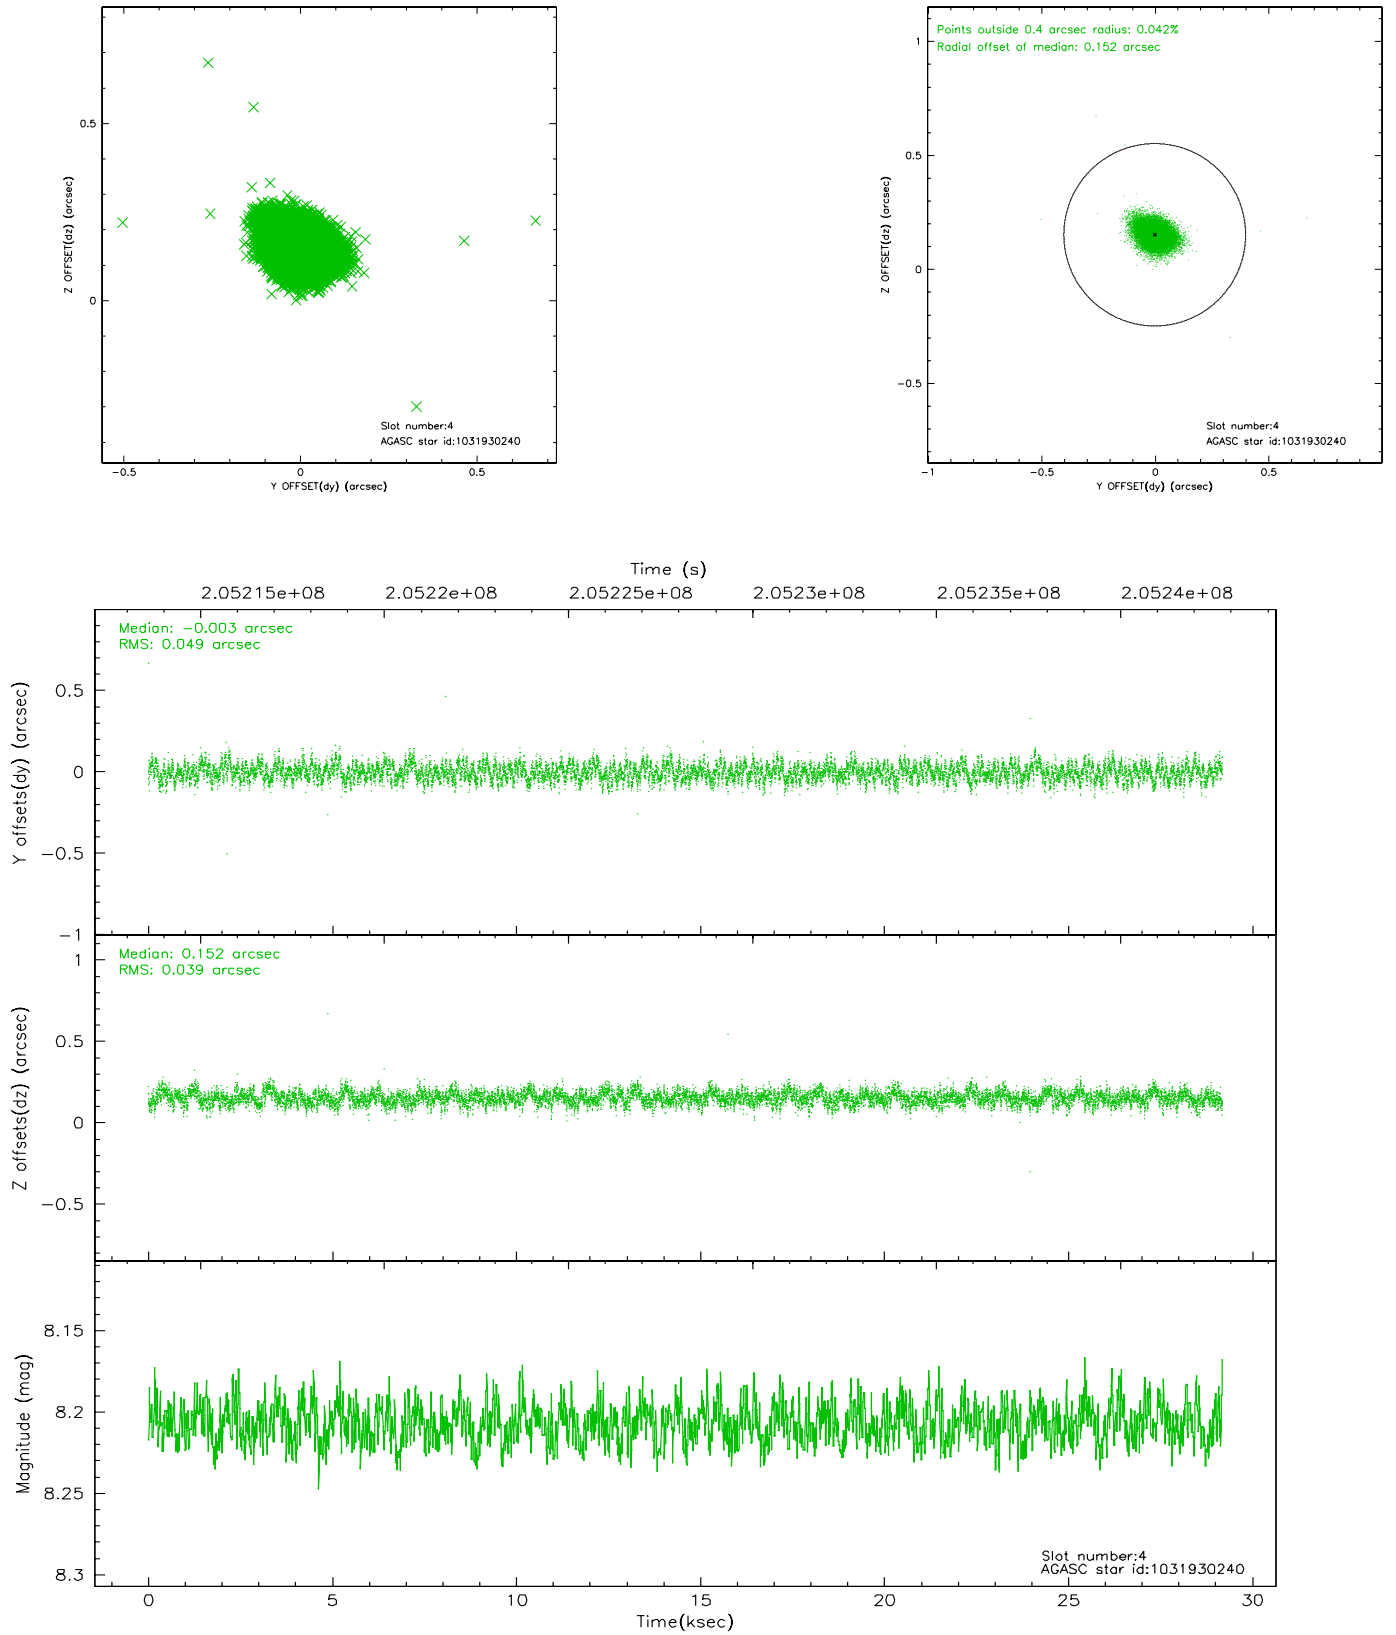 0.5
0
Z OFFSET(dz) (arcsec)
Slot number:4
AGASC star id:1031930240
−0.5
0
0.5
Y OFFSET(dy) (arcsec)
Points outside 0.4 arcsec radius: 0.042%
Radial offset of median: 0.152 arcsec
1
0.5
0
−0.5
Z OFFSET(dz) (arcsec)
Slot number:4
AGASC star id:1031930240
−1
−0.5
0
0.5
Y OFFSET(dy) (arcsec)
Time (s)
2.05215e+08
2.0522e+08
2.05225e+08
2.0523e+08
2.05235e+08
2.0524e+08
Median: −0.003 arcsec
RMS: 0.049 arcsec
0.5
0
−0.5
−1
Y offsets(dy) (arcsec)
Median: 0.152 arcsec
RMS: 0.039 arcsec
1
0.5
0
−0.5
Z offsets(dz) (arcsec)
8.15
8.2
8.25
8.3
Magnitude (mag)
Slot number:4
AGASC star id:1031930240
0
5
10
15
20
25
30
Time(ksec)